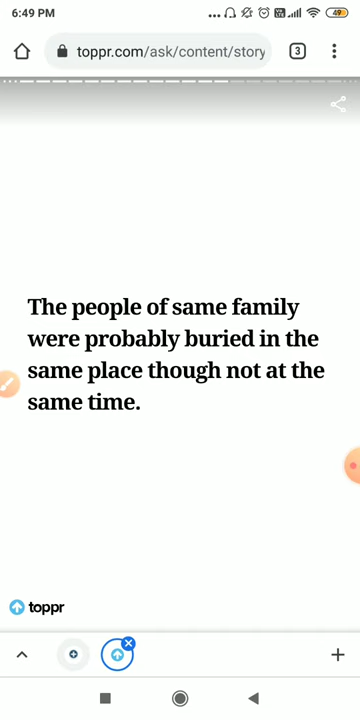 6:49 PM
49
toppr.com/ask/content/story
3
The people of same family
were probably buried in the
same place though not at the
same time.
toppr